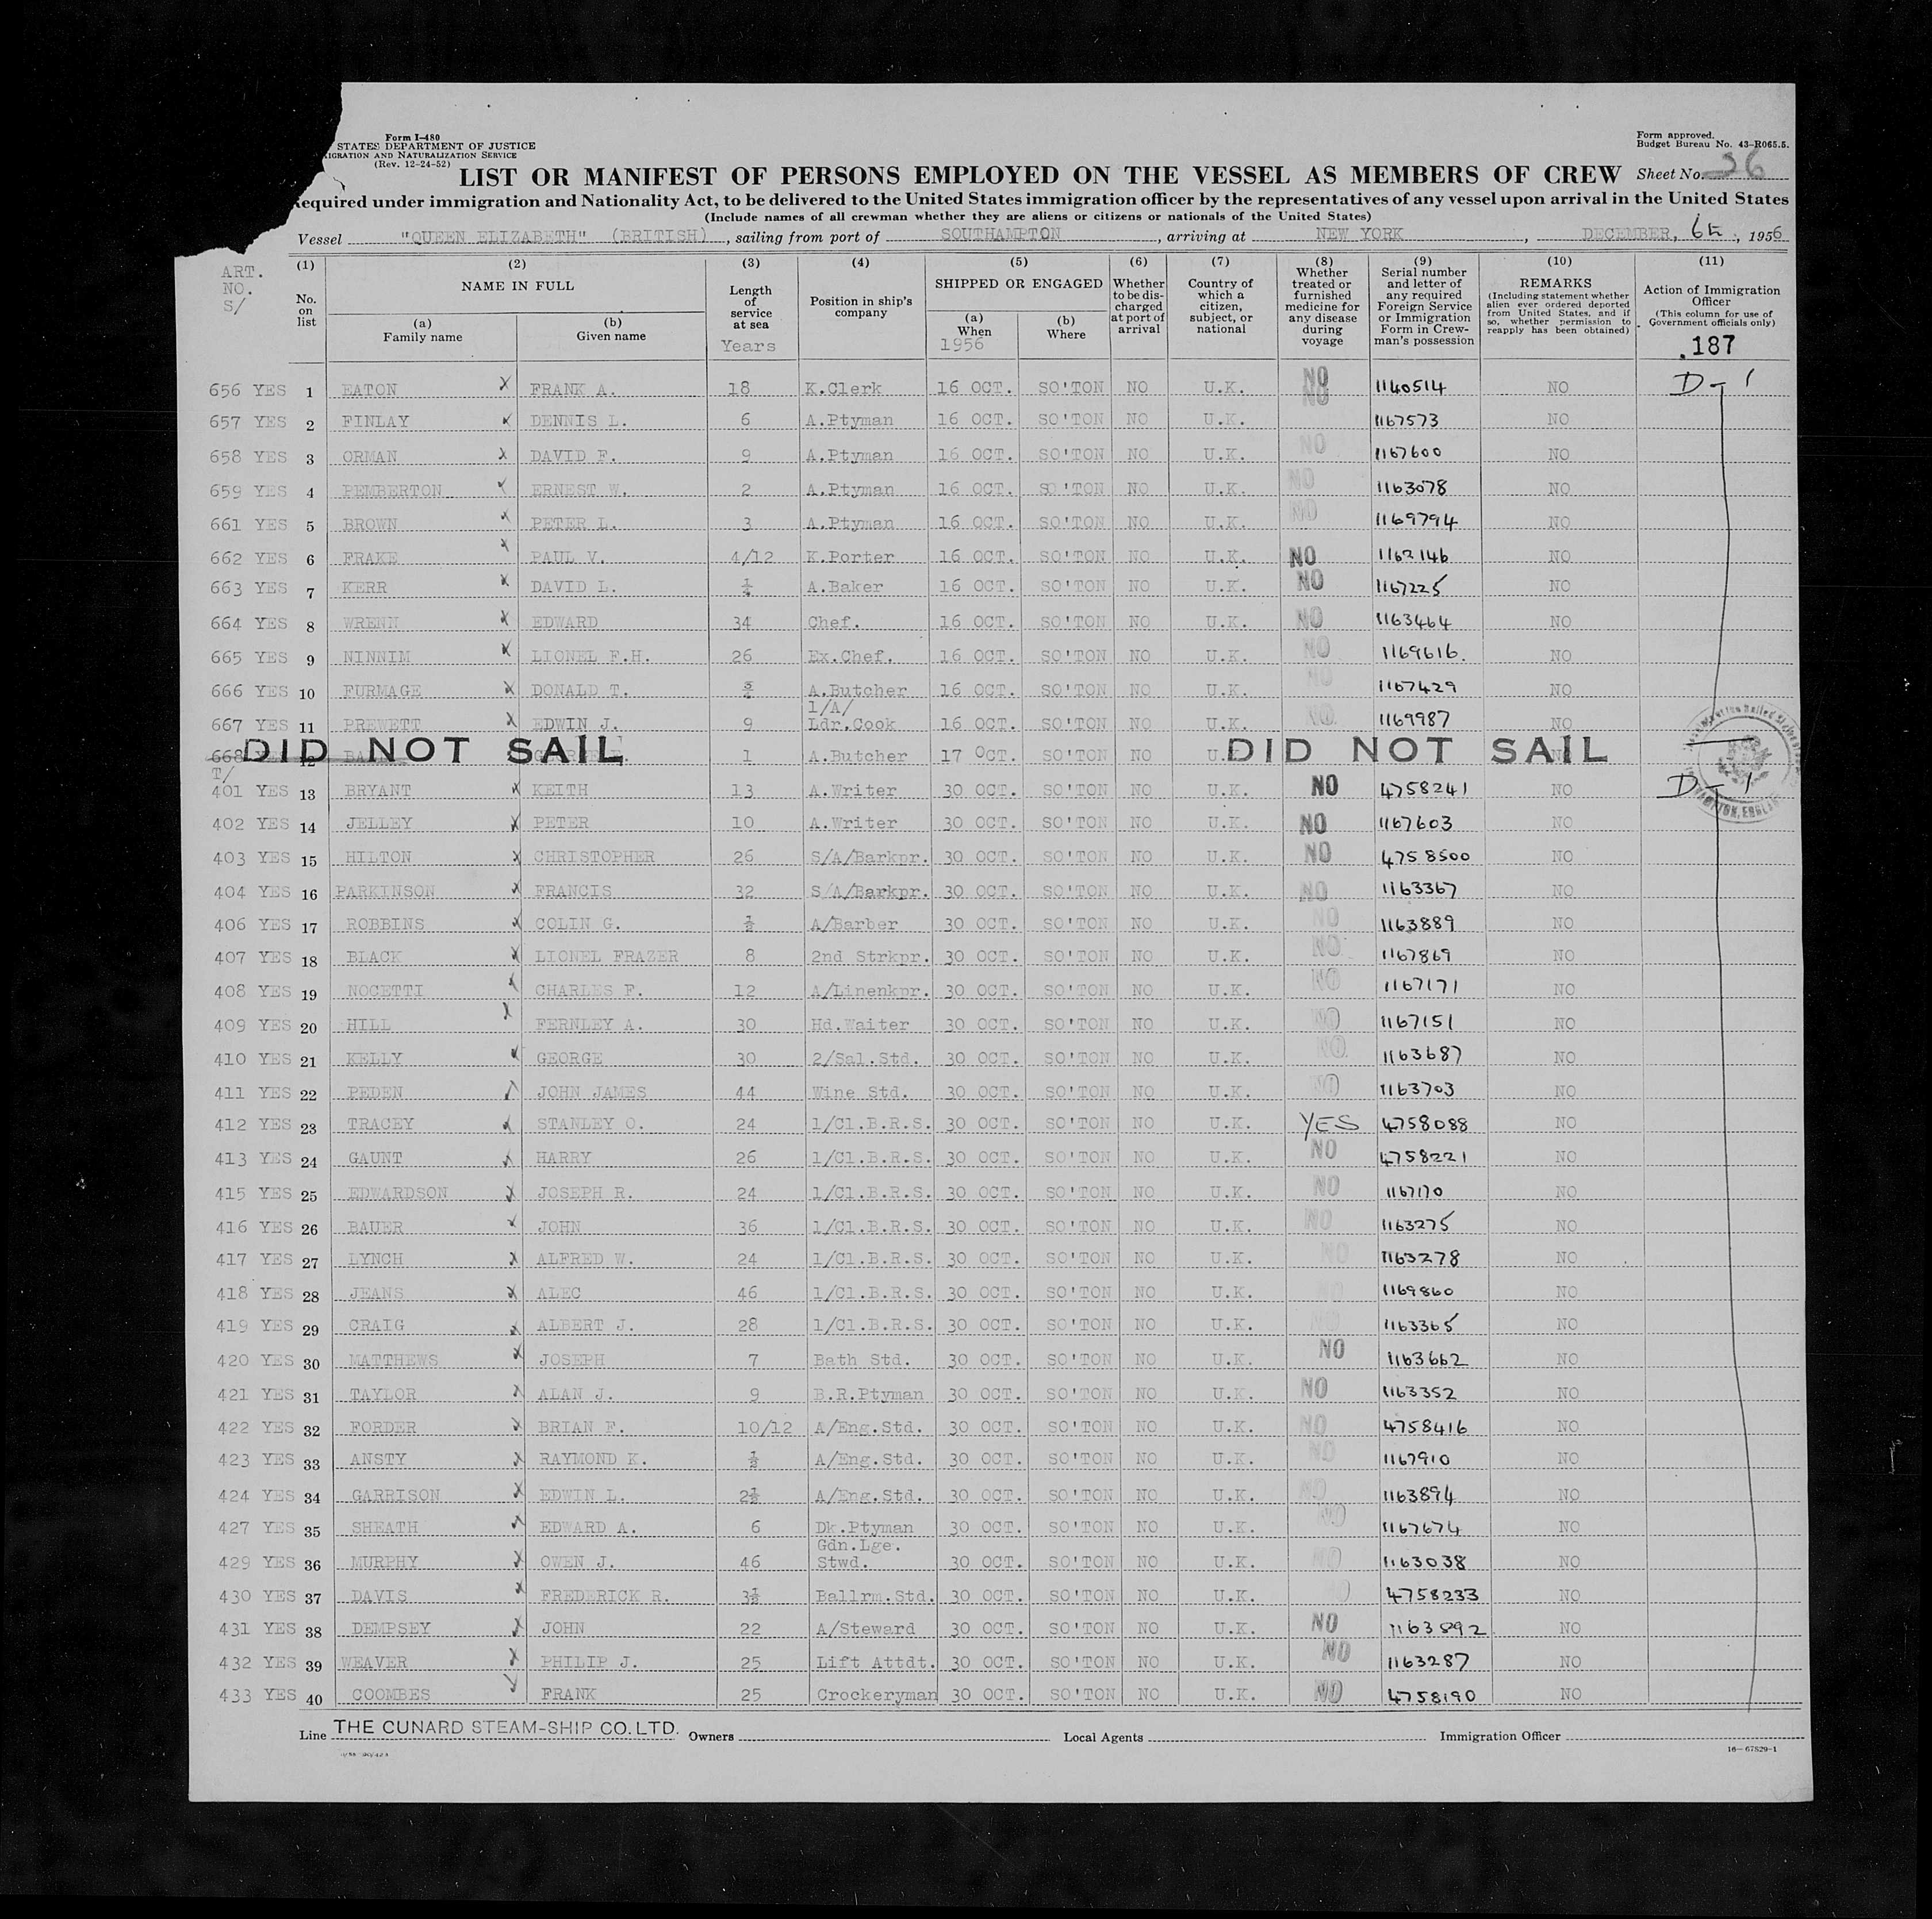 Form I-480
STATES DEPARTMENT OF JUSTICE
IGRATION AND NATURALIZATION SERVICE
(Rev. 12-24-52)
Form approved.
Budget Bureau No. 43-R065.5.
LIST OR MANIFEST OF PERSONS EMPLOYED ON THE VESSEL AS MEMBERS OF CREW Sheet No. 36
Required under immigration and Nationality Act, to be delivered to the United States immigration officer by the representatives of any vessel upon arrival in the United States
(Include names of all crewman whether they are aliens or citizens or nationals of the United States)
Vessel "QUEEN ELIZABETH" (BRITISH), sailing from port of SOUTHAMPTON, arriving at NEW YORK, DECEMBER, 6th, 1956
ART. NO. S/
(1) No. on list
(2) NAME IN FULL (a) Family name (b) Given name
(3) Length of service at sea Years
(4) Position in ship's company
(5) SHIPPED OR ENGAGED (a) When 1956 (b) Where
(6) Whether to be discharged at port of arrival
(7) Country of which a citizen, subject, or national
(8) Whether treated or furnished medicine for any disease during voyage
(9) Serial number and letter of any required Foreign Service or Immigration Form in Crewman's possession
(10) REMARKS (Including statement whether alien ever ordered deported from United States, and if so, whether permission to reapply has been obtained)
(11) Action of Immigration Officer (This column for use of Government officials only)
.187
656 YES 1 EATON X FRANK A. 18 K.Clerk 16 OCT. SO'TON NO U.K. NO NO 1140514 NO D-1
657 YES 2 FINLAY X DENNIS L. 6 A.Ptyman 16 OCT. SO'TON NO U.K. 1167573 NO
658 YES 3 ORMAN X DAVID F. 9 A.Ptyman 16 OCT. SO'TON NO U.K. NO 1167600 NO
659 YES 4 PEMBERTON X ERNEST W. 2 A.Ptyman 16 OCT. SO'TON NO U.K. NO 1163078 NO
661 YES 5 BROWN X PETER L. 3 A.Ptyman 16 OCT. SO'TON NO U.K. NO 1169794 NO
662 YES 6 FRAKE X PAUL V. 4/12 K.Porter 16 OCT. SO'TON NO U.K. NO 1162146 NO
663 YES 7 KERR X DAVID L. A.Baker 16 OCT. SO'TON NO U.K. NO 1167225 NO
664 YES 8 WRENN X EDWARD 34 Chef. 16 OCT. SO'TON NO U.K. NO 1163464 NO
665 YES 9 NINNIM X LIONEL F.H. 26 Ex.Chef. 16 OCT. SO'TON NO U.K. NO 1169616. NO
666 YES 10 FURMAGE X DONALD T. A.Butcher 16 OCT. SO'TON NO U.K. NO 1167429 NO
667 YES 11 PREWETT X EDWIN J. 9 1/A/ Ldr.Cook 16 OCT. SO'TON NO U.K. NO 1169987 NO
668 12 DID NOT SAIL 1 A.Butcher 17 OCT. SO'TON NO DID NOT SAIL
T/
401 YES 13 BRYANT X KEITH 13 A.Writer 30 OCT. SO'TON NO U.K. NO 4758241 NO D-1
402 YES 14 JELLEY X PETER 10 A.Writer 30 OCT. SO'TON NO U.K. NO 1167603 NO
403 YES 15 HILTON X CHRISTOPHER 26 S/A/Barkpr. 30 OCT. SO'TON NO U.K. NO 4758500 NO
404 YES 16 PARKINSON X FRANCIS 32 S/A/Barkpr. 30 OCT. SO'TON NO U.K. NO 1163367 NO
406 YES 17 ROBBINS X COLIN G. ½ A/Barber 30 OCT. SO'TON NO U.K. NO 1163889 NO
407 YES 18 BLACK X LIONEL FRAZER 8 2nd Strkpr. 30 OCT. SO'TON NO U.K. NO 1167869 NO
408 YES 19 NOCETTI X CHARLES F. 12 A/Linenkpr. 30 OCT. SO'TON NO U.K. NO 1167171 NO
409 YES 20 HILL X FERNLEY A. 30 Hd.Waiter 30 OCT. SO'TON NO U.K. NO 1167151 NO
410 YES 21 KELLY X GEORGE 30 2/Sal.Std. 30 OCT. SO'TON NO U.K. NO 1163687 NO
411 YES 22 PEDEN X JOHN JAMES 44 Wine Std. 30 OCT. SO'TON NO U.K. NO 1163703 NO
412 YES 23 TRACEY X STANLEY O. 24 1/Cl.B.R.S. 30 OCT. SO'TON NO U.K. YES 4758088 NO
413 YES 24 GAUNT X HARRY 26 1/Cl.B.R.S. 30 OCT. SO'TON NO U.K. NO 4758221 NO
415 YES 25 EDWARDSON X JOSEPH R. 24 1/Cl.B.R.S. 30 OCT. SO'TON NO U.K. NO 1167170 NO
416 YES 26 BAUER X JOHN 36 1/Cl.B.R.S. 30 OCT. SO'TON NO U.K. NO 1163275 NO
417 YES 27 LYNCH X ALFRED W. 24 1/Cl.B.R.S. 30 OCT. SO'TON NO U.K. NO 1163278 NO
418 YES 28 JEANS X ALEC 46 1/Cl.B.R.S. 30 OCT. SO'TON NO U.K. NO 1169860 NO
419 YES 29 CRAIG X ALBERT J. 28 1/Cl.B.R.S. 30 OCT. SO'TON NO U.K. NO 1163365 NO
420 YES 30 MATTHEWS X JOSEPH 7 Bath Std. 30 OCT. SO'TON NO U.K. NO 1163662 NO
421 YES 31 TAYLOR X ALAN J. 9 B.R.Ptyman 30 OCT. SO'TON NO U.K. NO 1163352 NO
422 YES 32 FORDER X BRIAN F. 10/12 A/Eng.Std. 30 OCT. SO'TON NO U.K. NO 4758416 NO
423 YES 33 ANSTY X RAYMOND K. ½ A/Eng.Std. 30 OCT. SO'TON NO U.K. NO 1167910 NO
424 YES 34 GARRISON X EDWIN L. 2½ A/Eng.Std. 30 OCT. SO'TON NO U.K. NO 1163894 NO
427 YES 35 SHEATH X EDWARD A. 6 Dk.Ptyman 30 OCT. SO'TON NO U.K. NO 1167674 NO
429 YES 36 MURPHY X OWEN J. 46 Gdn.Lge. Stwd. 30 OCT. SO'TON NO U.K. NO 1163038 NO
430 YES 37 DAVIS X FREDERICK R. 3½ Ballrm.Std. 30 OCT. SO'TON NO U.K. NO 4758233 NO
431 YES 38 DEMPSEY X JOHN 22 A/Steward 30 OCT. SO'TON NO U.K. NO 1163892 NO
432 YES 39 WEAVER X PHILIP J. 25 Lift Attdt. 30 OCT. SO'TON NO U.K. NO 1163287 NO
433 YES 40 COOMBES X FRANK 25 Crockeryman 30 OCT. SO'TON NO U.K. NO 4758190 NO
Line THE CUNARD STEAM-SHIP CO. LTD. Owners Local Agents Immigration Officer
16—67829-1